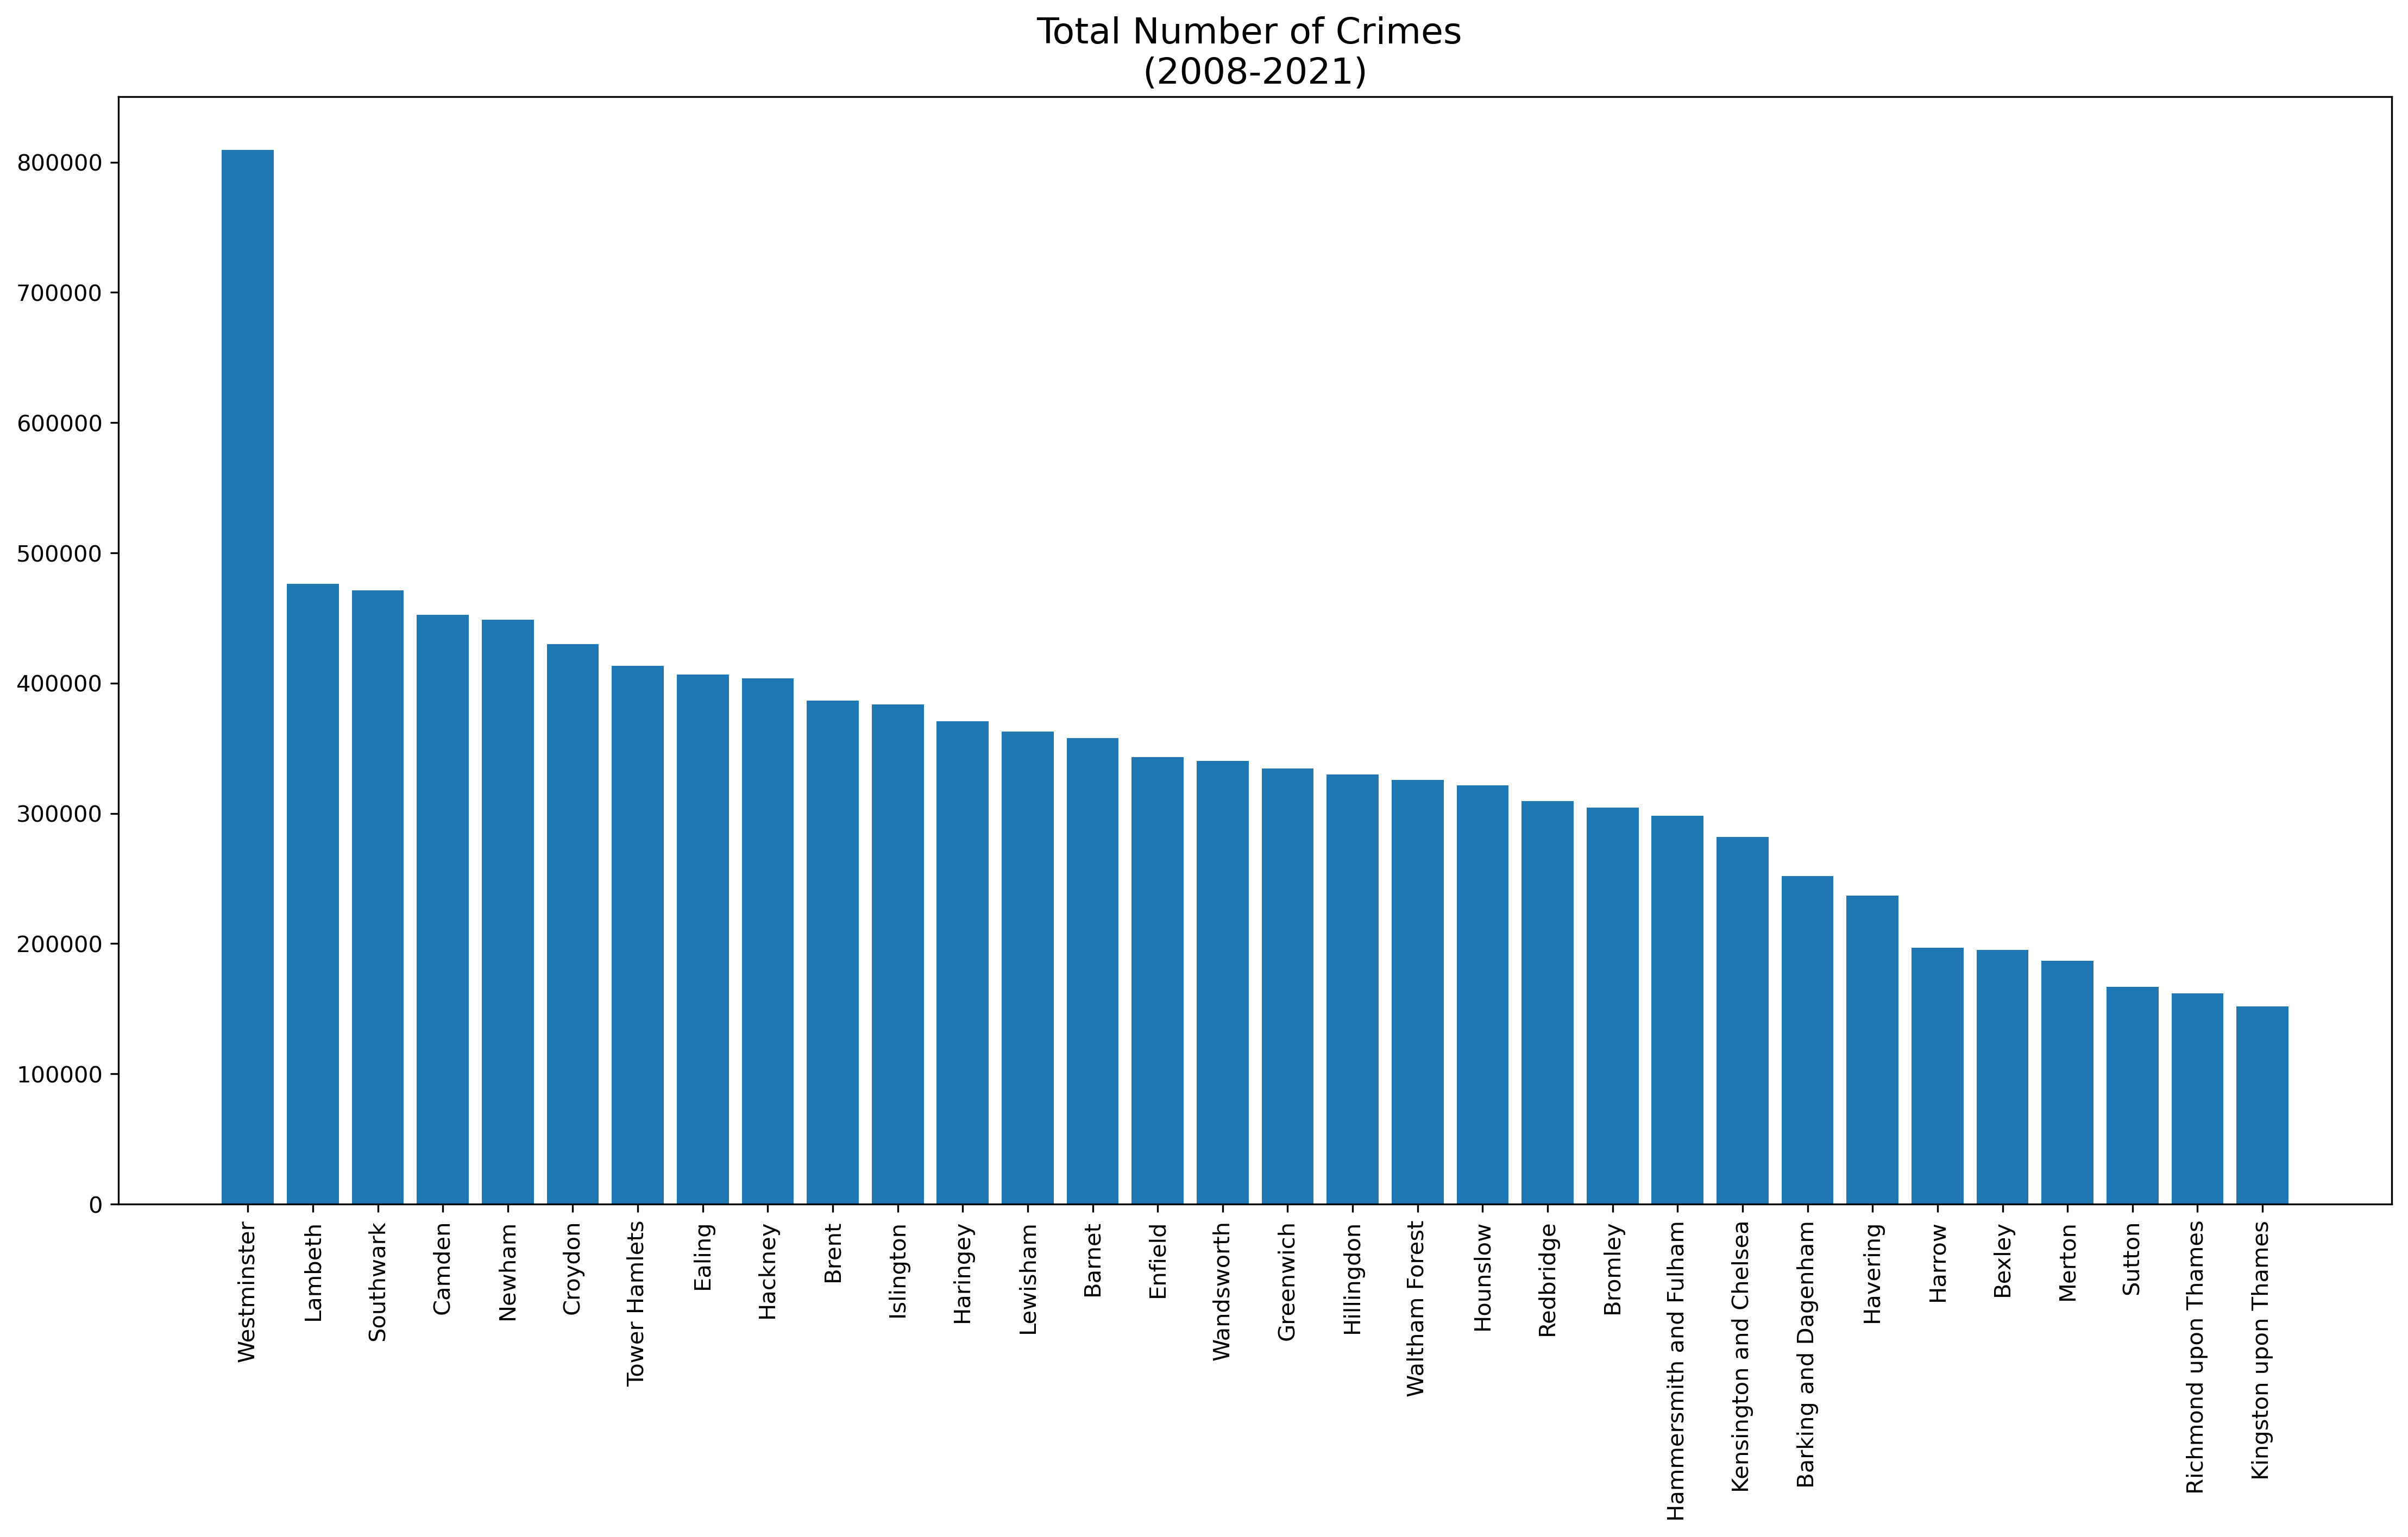 Total Number of Crimes
(2008-2021)
800000
700000
600000
500000
400000
300000
200000
100000
0
Westminster
Lambeth
Southwark
Camden
Newham
Croydon
Tower Hamlets
Ealing
Hackney
Brent
Islington
Haringey
Lewisham
Barnet
Enfield
Wandsworth
Greenwich
Hillingdon
Waltham Forest
Hounslow
Redbridge
Bromley
Hammersmith and Fulham
Kensington and Chelsea
Barking and Dagenham
Havering
Harrow
Bexley
Merton
Sutton
Richmond upon Thames
Kingston upon Thames